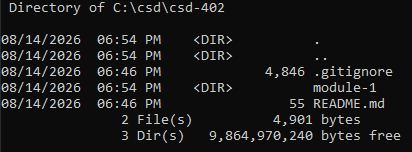 Directory of C:\csd\csd-402
08/14/2026  06:54 PM    <DIR>          .
08/14/2026  06:54 PM    <DIR>          ..
08/14/2026  06:46 PM             4,846 .gitignore
08/14/2026  06:54 PM    <DIR>          module-1
08/14/2026  06:46 PM                55 README.md
2 File(s)          4,901 bytes
3 Dir(s)   9,864,970,240 bytes free